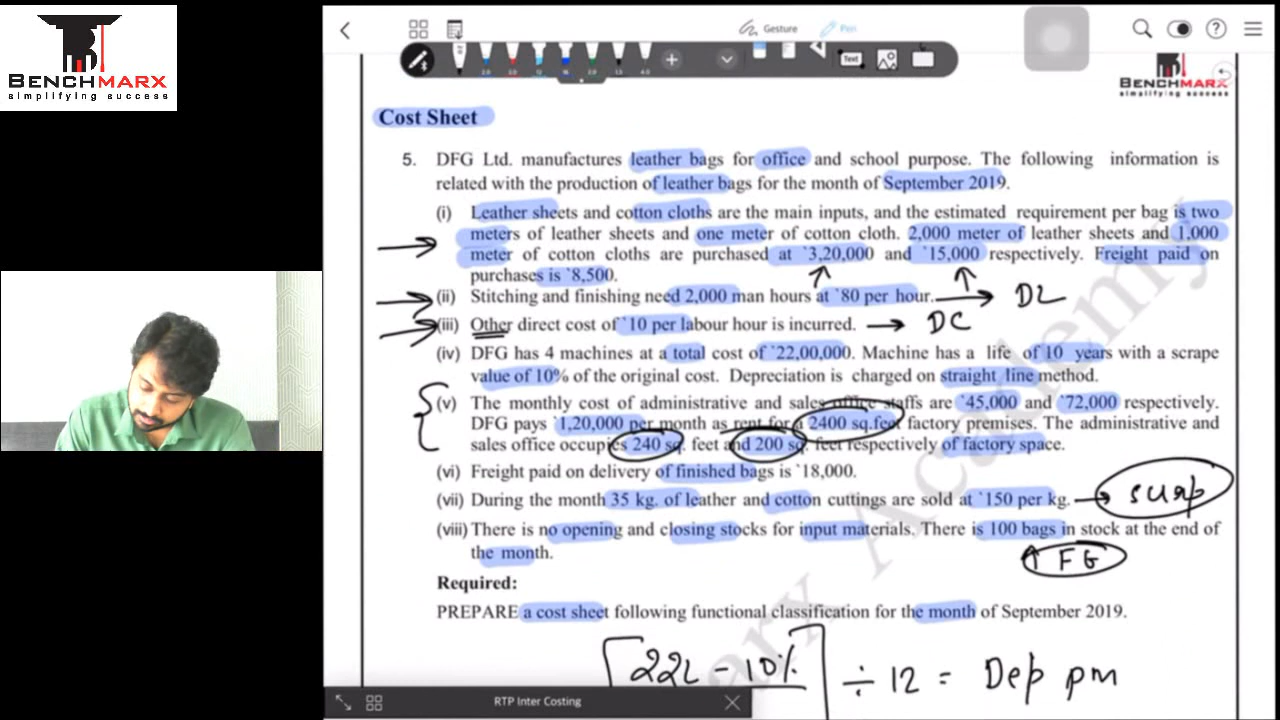 BENCHMARX
simplifying success
Gesture
Pen
Text
BENCHMARX
simplifying success
Cost Sheet
5. DFG Ltd. manufactures leather bags for office and school purpose. The following information is
related with the production of leather bags for the month of September 2019.
(i) Leather sheets and cotton cloths are the main inputs, and the estimated requirement per bag is two
meters of leather sheets and one meter of cotton cloth. 2,000 meter of leather sheets and 1,000
meter of cotton cloths are purchased at `3,20,000 and `15,000 respectively. Freight paid on
purchases is `8,500.
(ii) Stitching and finishing need 2,000 man hours at `80 per hour. → DL
(iii) Other direct cost of `10 per labour hour is incurred. → DC
(iv) DFG has 4 machines at a total cost of `22,00,000. Machine has a life of 10 years with a scrape
value of 10% of the original cost. Depreciation is charged on straight line method.
(v) The monthly cost of administrative and sales office staffs are `45,000 and `72,000 respectively.
DFG pays `1,20,000 per month as rent for a 2400 sq.feet factory premises. The administrative and
sales office occupies 240 sq. feet and 200 sq. feet respectively of factory space.
(vi) Freight paid on delivery of finished bags is `18,000.
(vii) During the month 35 kg. of leather and cotton cuttings are sold at `150 per kg. → scrap
(viii) There is no opening and closing stocks for input materials. There is 100 bags in stock at the end of
the month.
FG
Required:
PREPARE a cost sheet following functional classification for the month of September 2019.
22L - 10% ÷ 12 = Dep pm
RTP Inter Costing